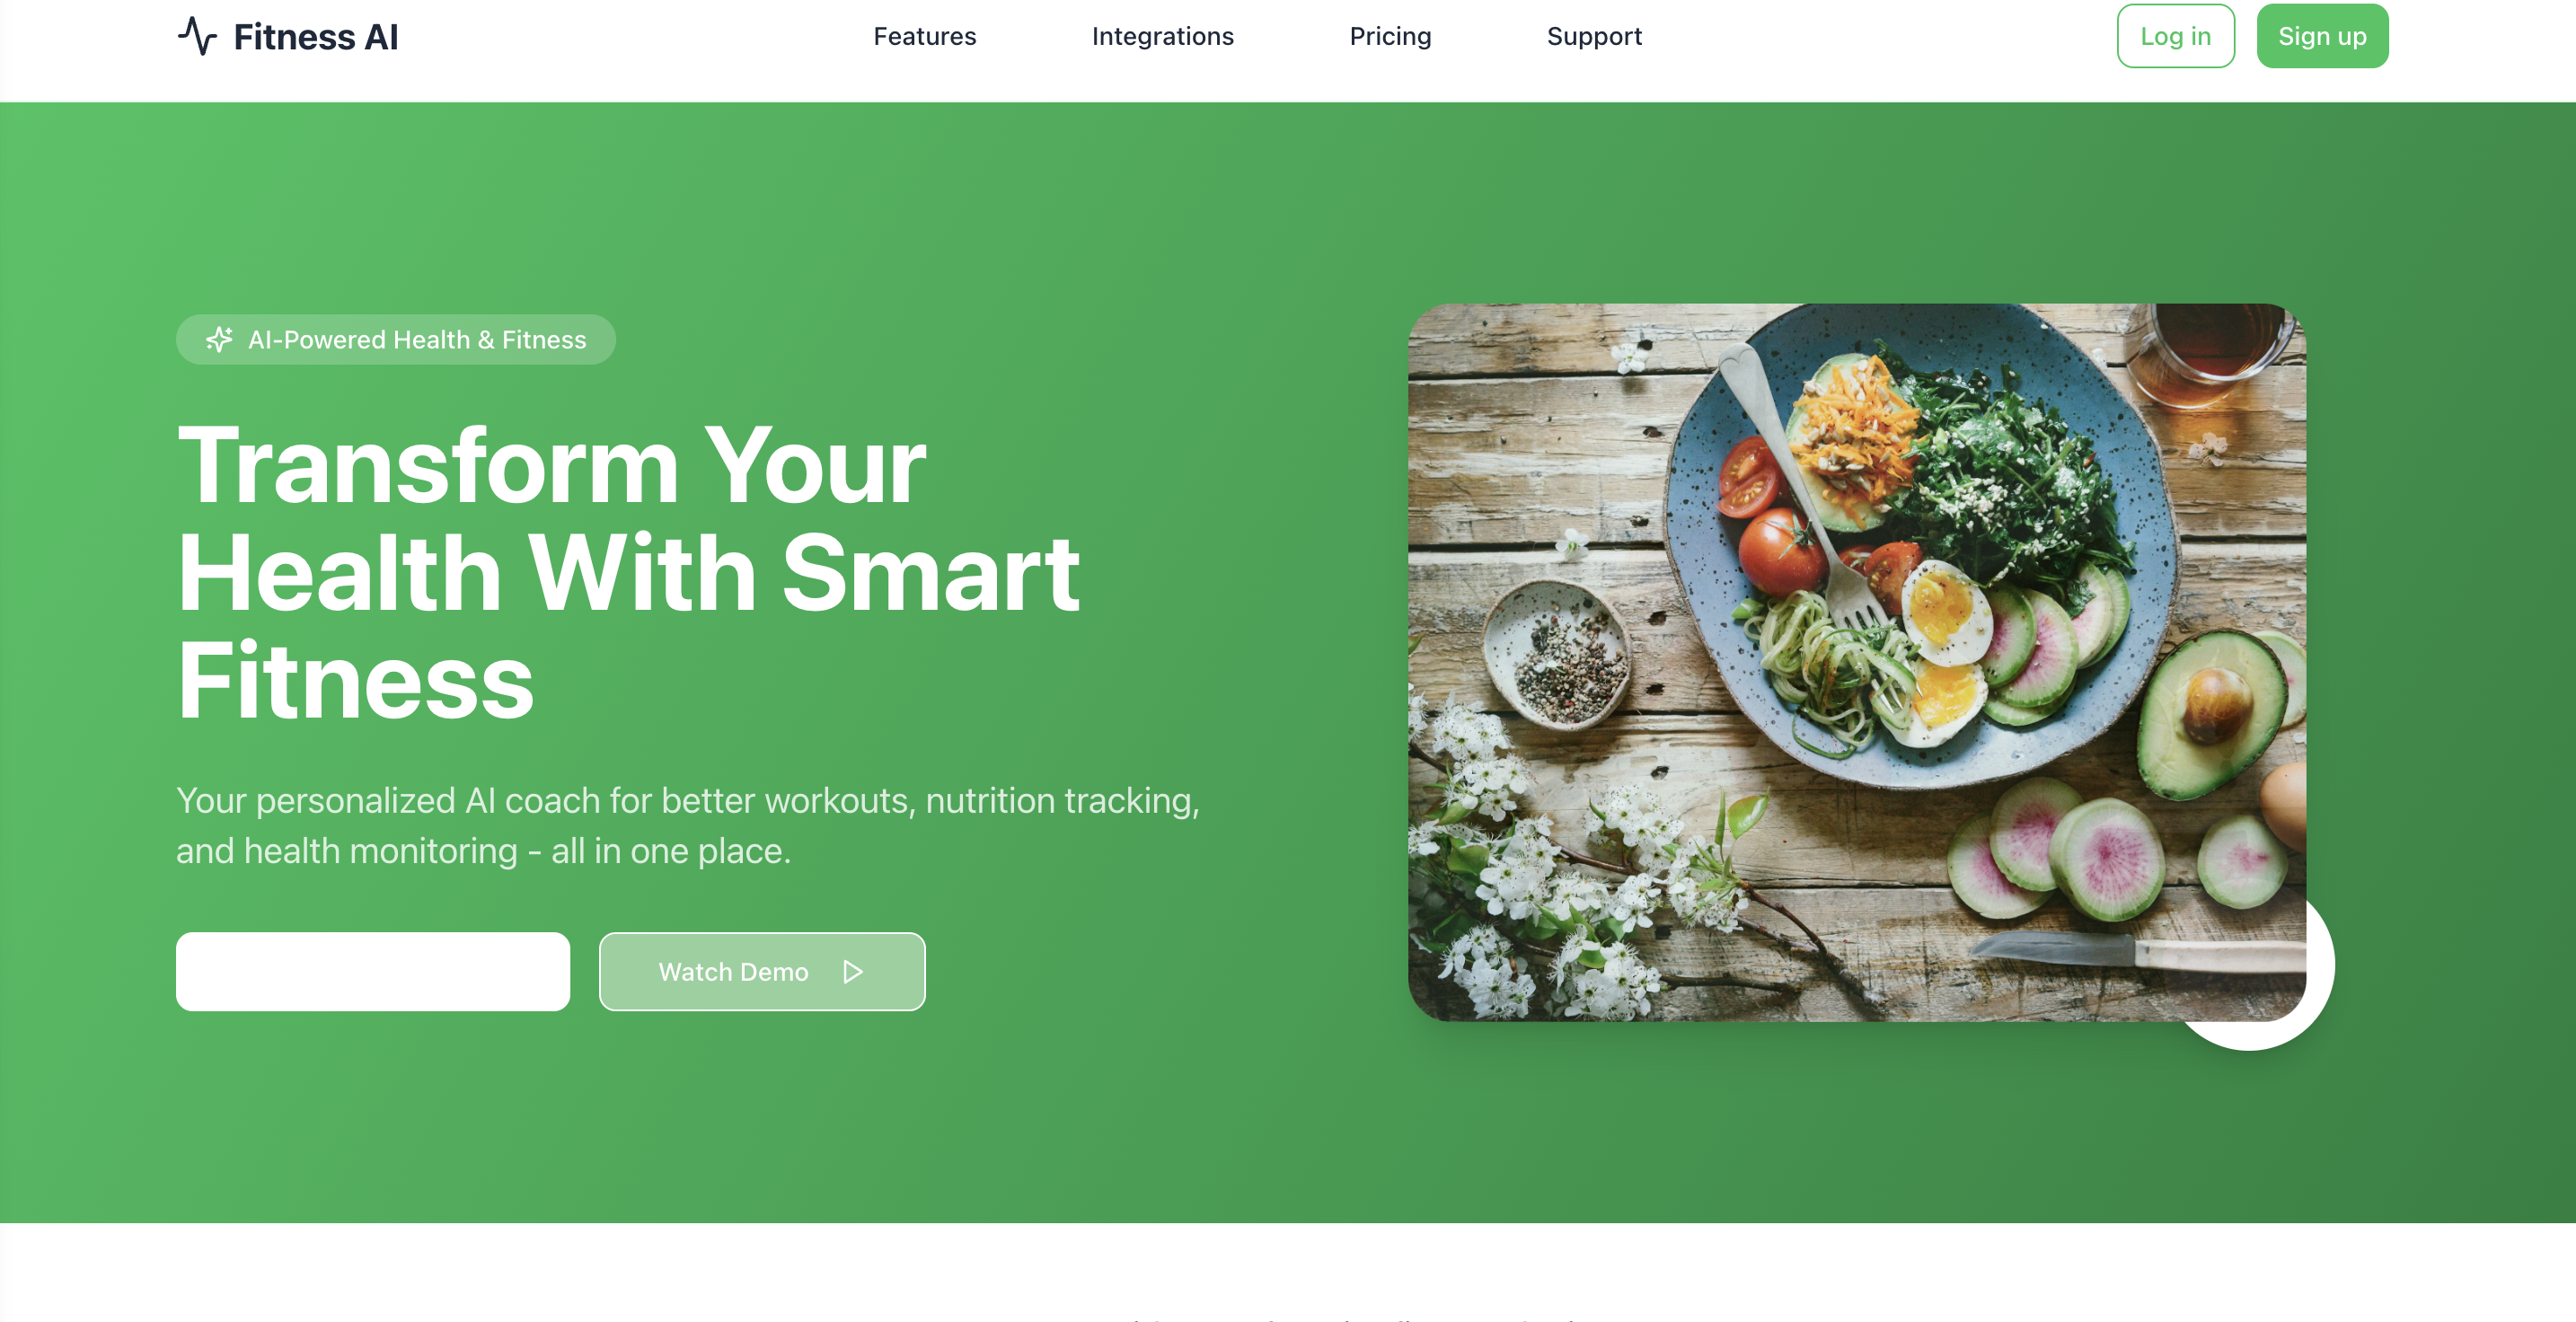 Fitness AI
Features
Integrations
Pricing
Support
Log in
Sign up
AI-Powered Health & Fitness
Transform Your
Health With Smart
Fitness
Your personalized AI coach for better workouts, nutrition tracking,
and health monitoring - all in one place.
Watch Demo